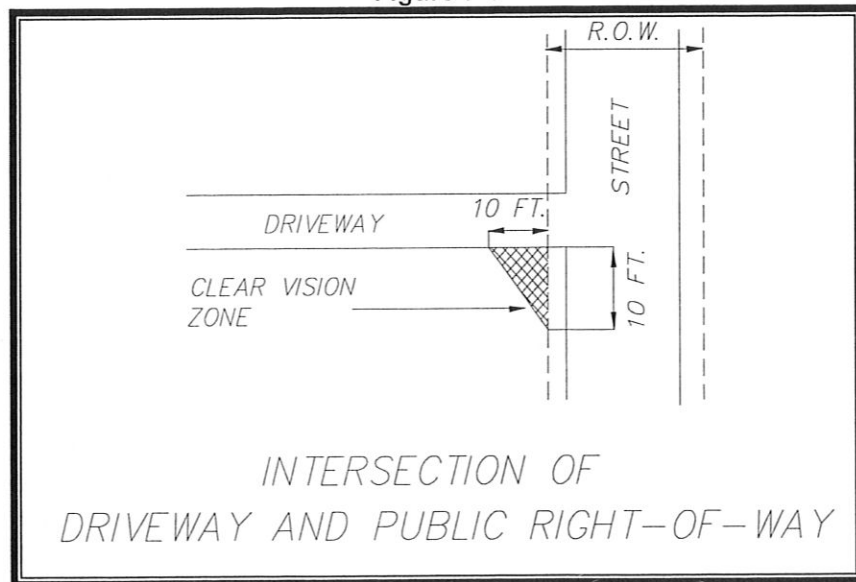 R.O.W.
STREET
10 FT.
DRIVEWAY
10 FT.
CLEAR VISION
ZONE
INTERSECTION OF
DRIVEWAY AND PUBLIC RIGHT-OF-WAY